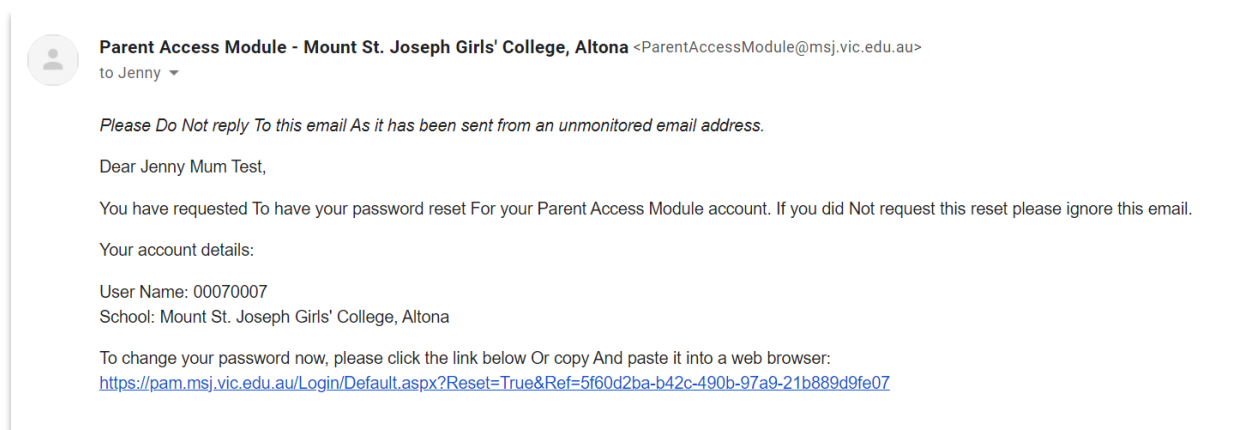 Parent Access Module - Mount St. Joseph Girls' College, Altona <ParentAccessModule@msj.vic.edu.au>
to Jenny
Please Do Not reply To this email As it has been sent from an unmonitored email address.
Dear Jenny Mum Test,
You have requested To have your password reset For your Parent Access Module account. If you did Not request this reset please ignore this email.
Your account details:
User Name: 00070007
School: Mount St. Joseph Girls' College, Altona
To change your password now, please click the link below Or copy And paste it into a web browser:
https://pam.msj.vic.edu.au/Login/Default.aspx?Reset=True&Ref=5f60d2ba-b42c-490b-97a9-21b889d9fe07